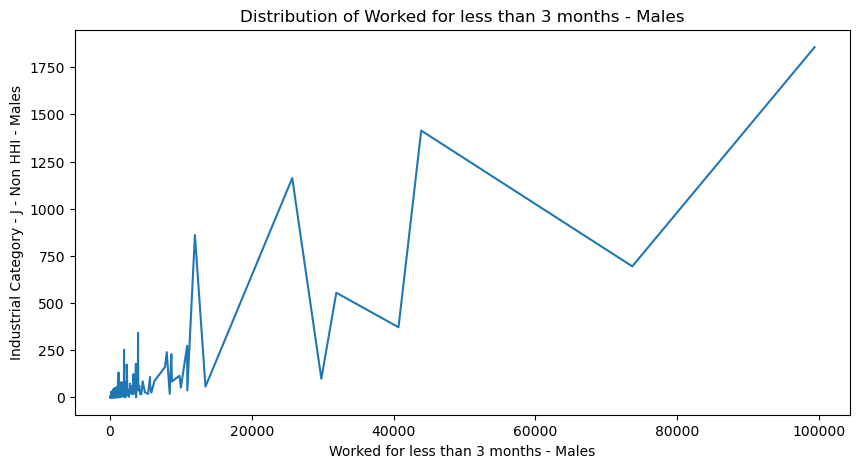 Distribution of Worked for less than 3 months - Males
Industrial Category - J - Non HHI - Males
1750
1500
1250
1000
750
500
250
0
0 20000 40000 60000 80000 100000
Worked for less than 3 months - Males